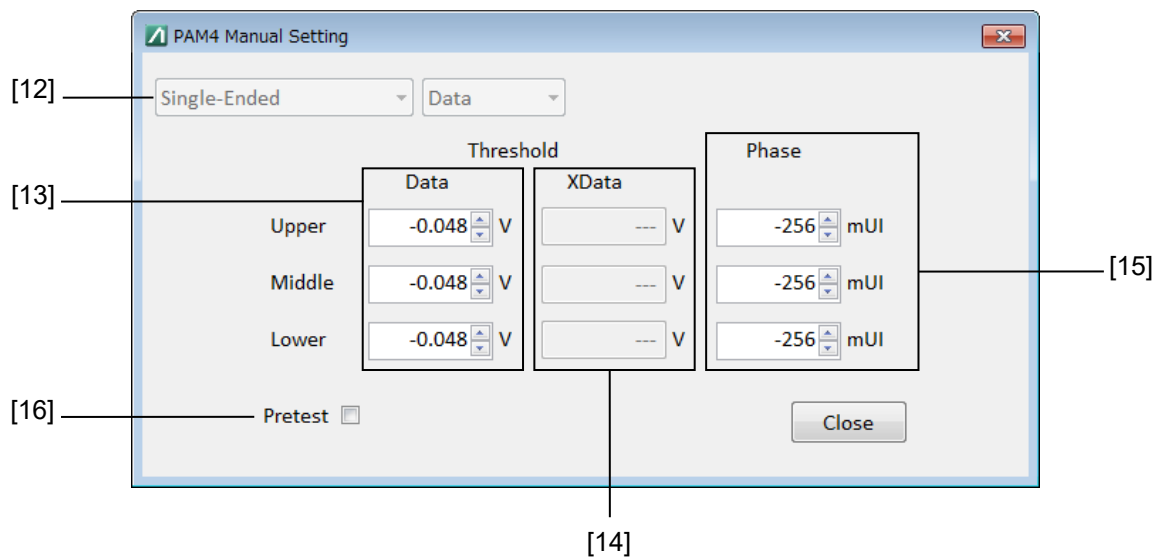 PAM4 Manual Setting
[12]
Single-Ended Data
Threshold Phase
[13]
Data XData
Upper -0.048 V --- V -256 mUI
Middle -0.048 V --- V -256 mUI
[15]
Lower -0.048 V --- V -256 mUI
[16]
Pretest Close
[14]